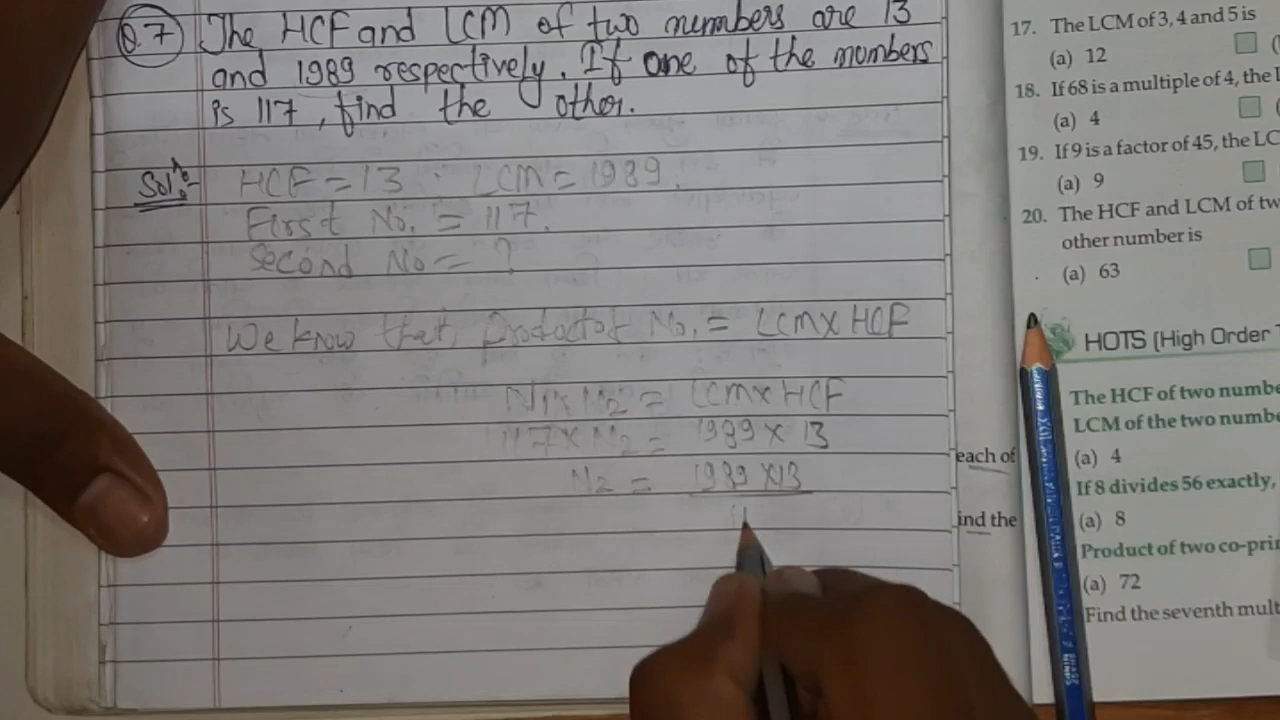 Q.7 The HCF and LCM of two numbers are 13
and 1989 respectively. If one of the numbers
is 117, find the other.
Solⁿ:- HCF = 13 : LCM = 1989.
First No. = 117.
Second No = ?
We know that, Product of No. = LCM X HCF
N1 x N2 = LCM x HCF
117 x N2 = 1989 x 13
N2 = 1989 x 13
each of
ind the
17. The LCM of 3, 4 and 5 is
(a) 12
18. If 68 is a multiple of 4, the
(a) 4
19. If 9 is a factor of 45, the LC
(a) 9
20. The HCF and LCM of tw
other number is
(a) 63
HOTS (High Order
The HCF of two numbe
LCM of the two numbe
(a) 4
If 8 divides 56 exactly,
(a) 8
Product of two co-pri
(a) 72
Find the seventh mult